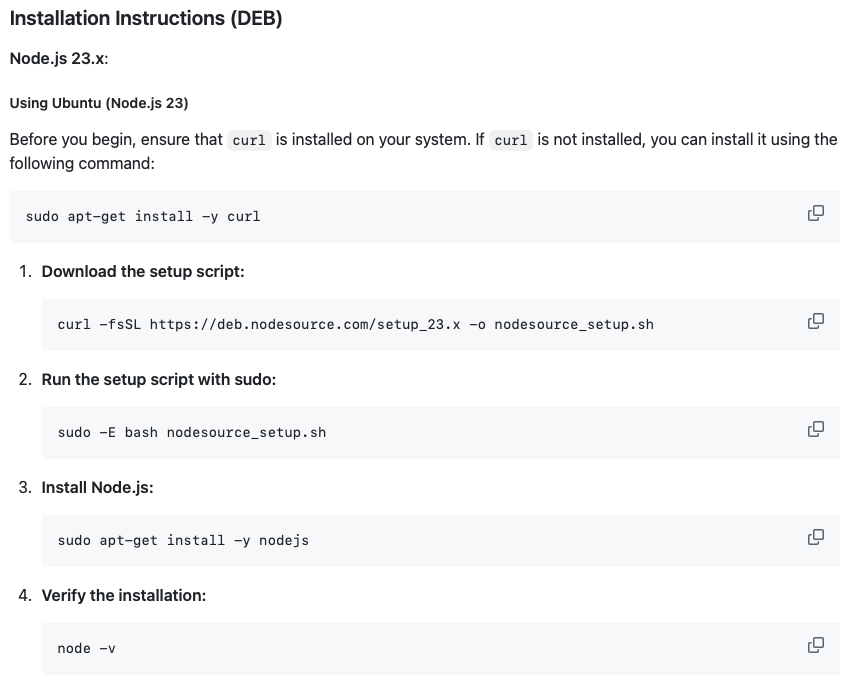 Installation Instructions (DEB)
Node.js 23.x:
Using Ubuntu (Node.js 23)
Before you begin, ensure that curl is installed on your system. If curl is not installed, you can install it using the
following command:
sudo apt-get install -y curl
1. Download the setup script:
curl -fsSL https://deb.nodesource.com/setup_23.x -o nodesource_setup.sh
2. Run the setup script with sudo:
sudo -E bash nodesource_setup.sh
3. Install Node.js:
sudo apt-get install -y nodejs
4. Verify the installation:
node -v